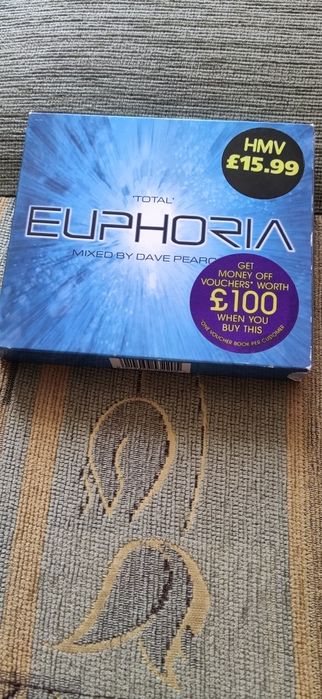 HMV
£15.99
'TOTAL'
EUPHORIA
MIXED BY DAVE
GET
MONEY OFF
VOUCHERS* WORTH
£100
WHEN YOU
BUY THIS
*ONE VOUCHER BOOK PER CUSTOMER